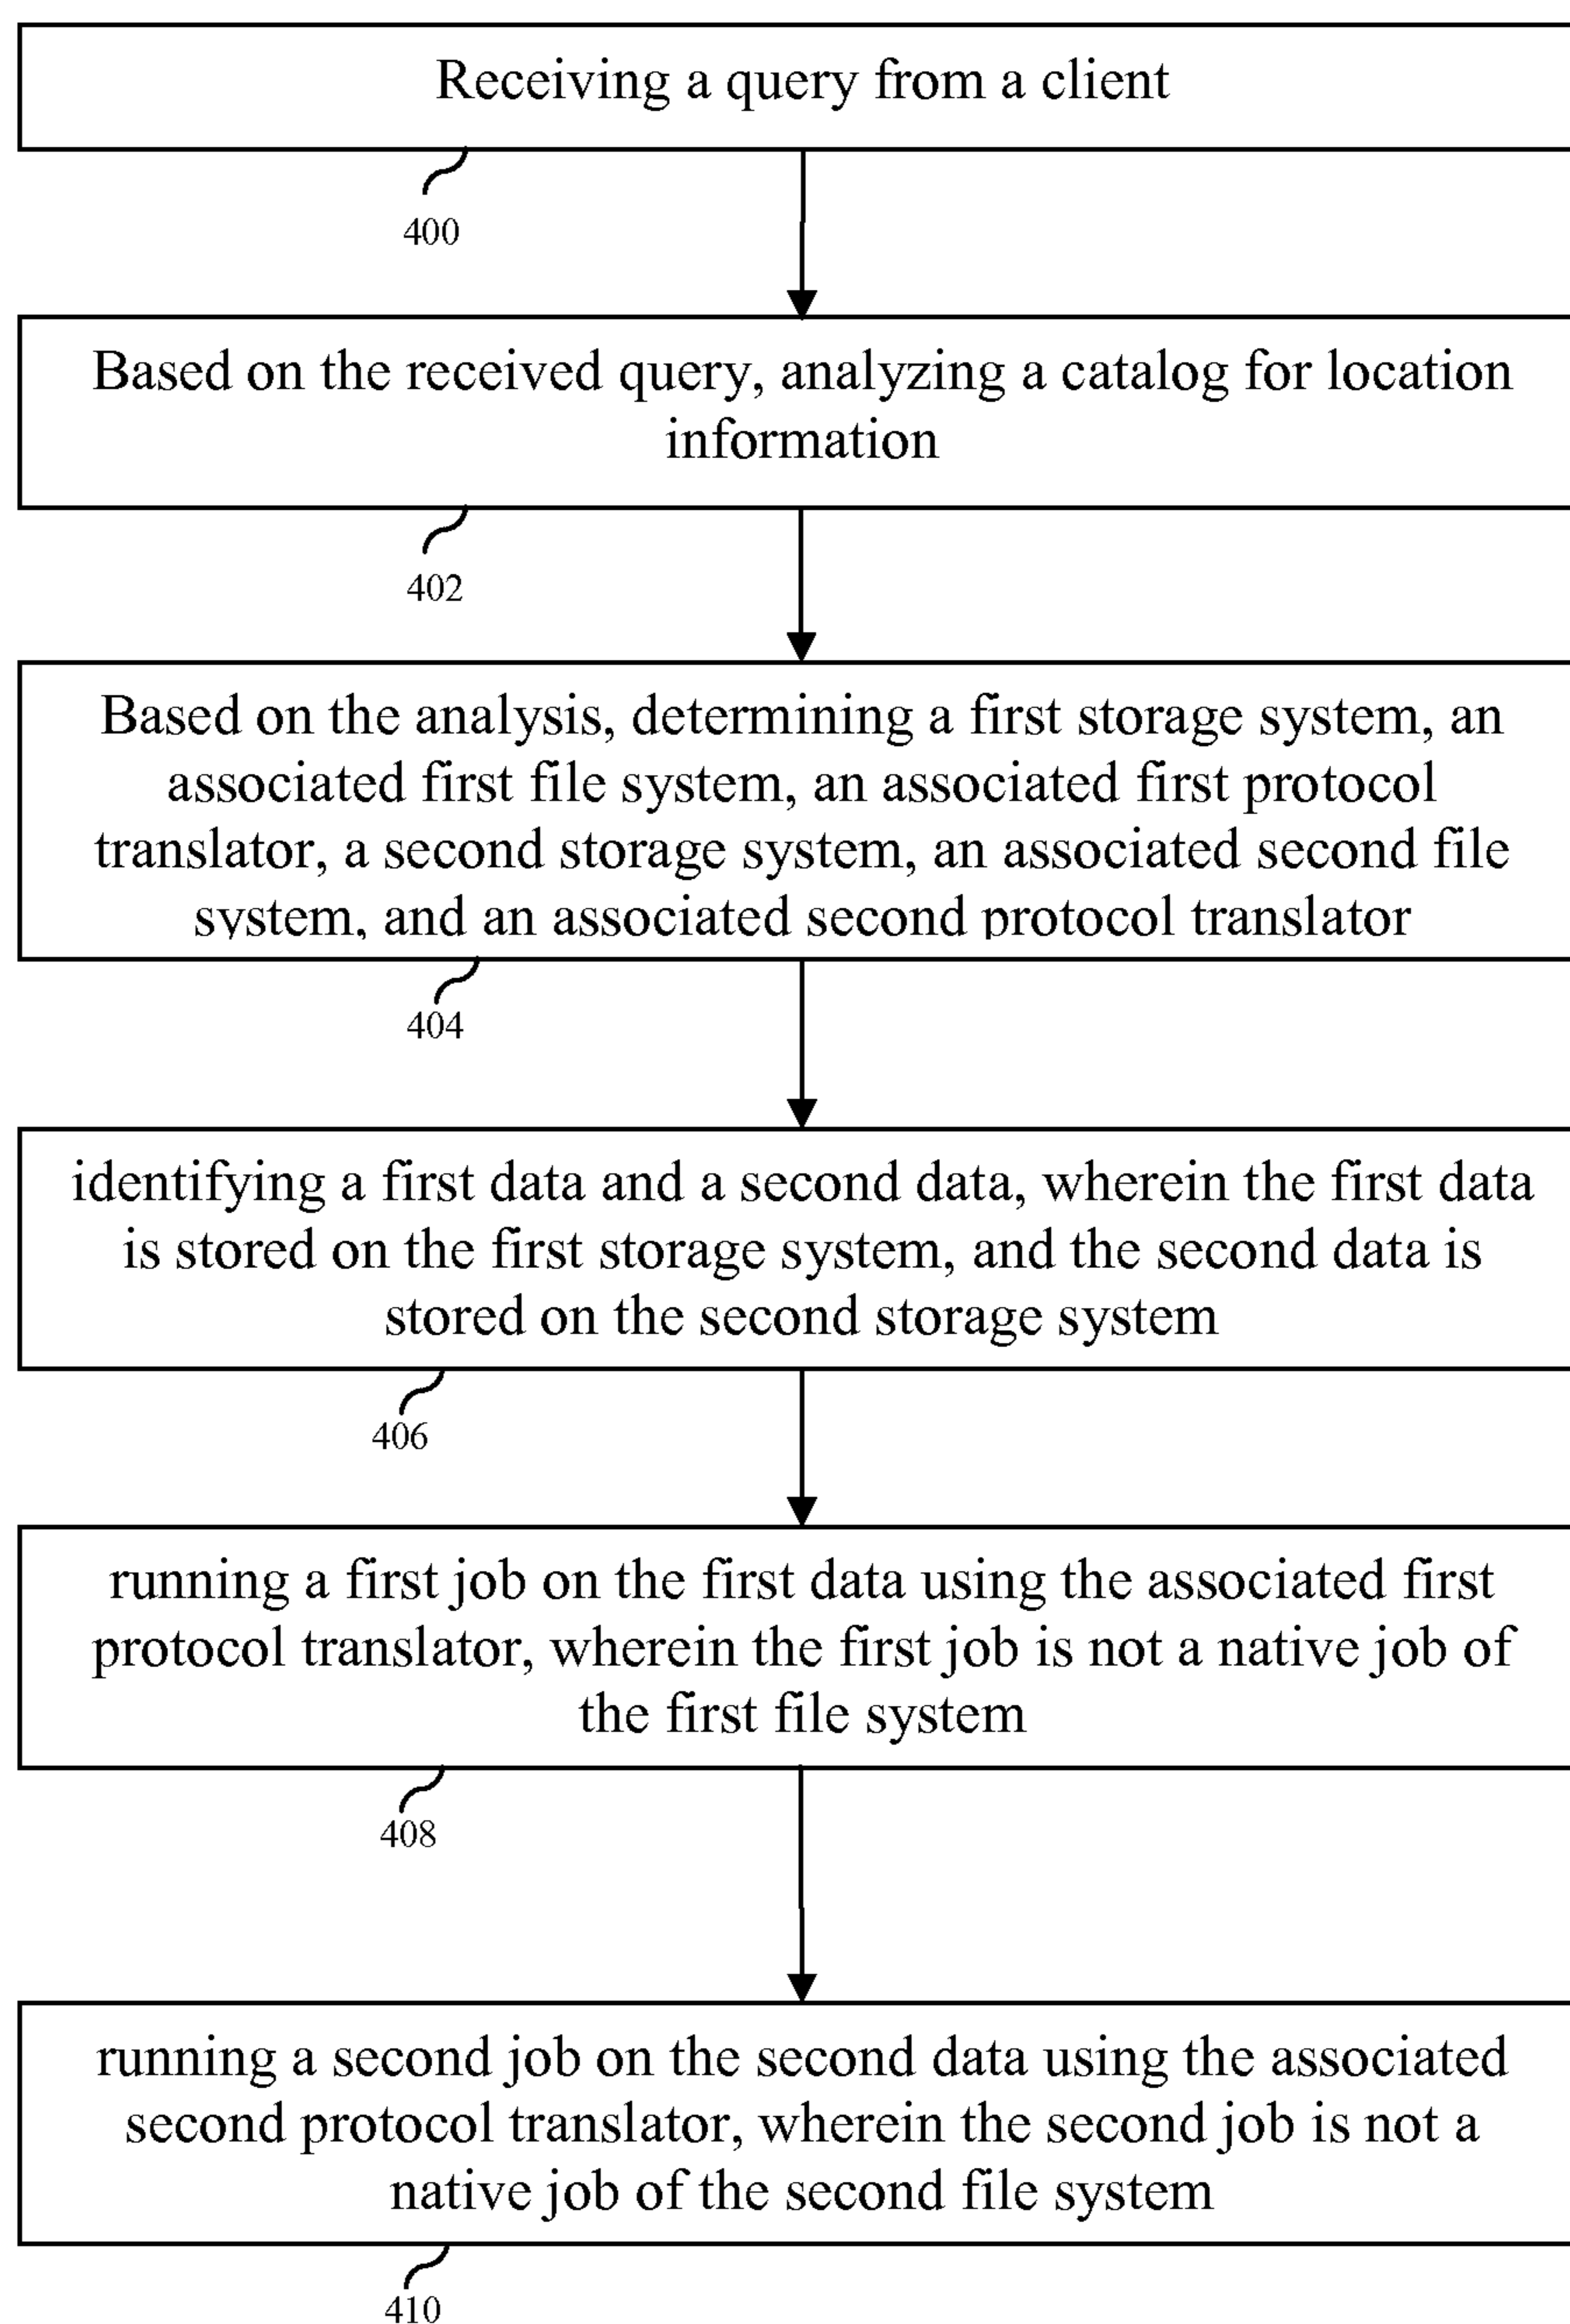 Receiving a query from a client
400
Based on the received query, analyzing a catalog for location
information
402
Based on the analysis, determining a first storage system, an
associated first file system, an associated first protocol
translator, a second storage system, an associated second file
system, and an associated second protocol translator
404
identifying a first data and a second data, wherein the first data
is stored on the first storage system, and the second data is
stored on the second storage system
406
running a first job on the first data using the associated first
protocol translator, wherein the first job is not a native job of
the first file system
408
running a second job on the second data using the associated
second protocol translator, wherein the second job is not a
native job of the second file system
410